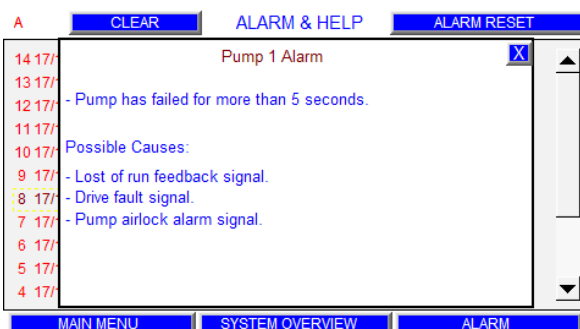 A CLEAR ALARM & HELP ALARM RESET
Pump 1 Alarm X
14 17/
13 17/
- Pump has failed for more than 5 seconds.
12 17/
11 17/
Possible Causes:
10 17/
- Lost of run feedback signal.
9 17/
- Drive fault signal.
8 17/
- Pump airlock alarm signal.
7 17/
6 17/
5 17/
4 17/
MAIN MENU SYSTEM OVERVIEW ALARM